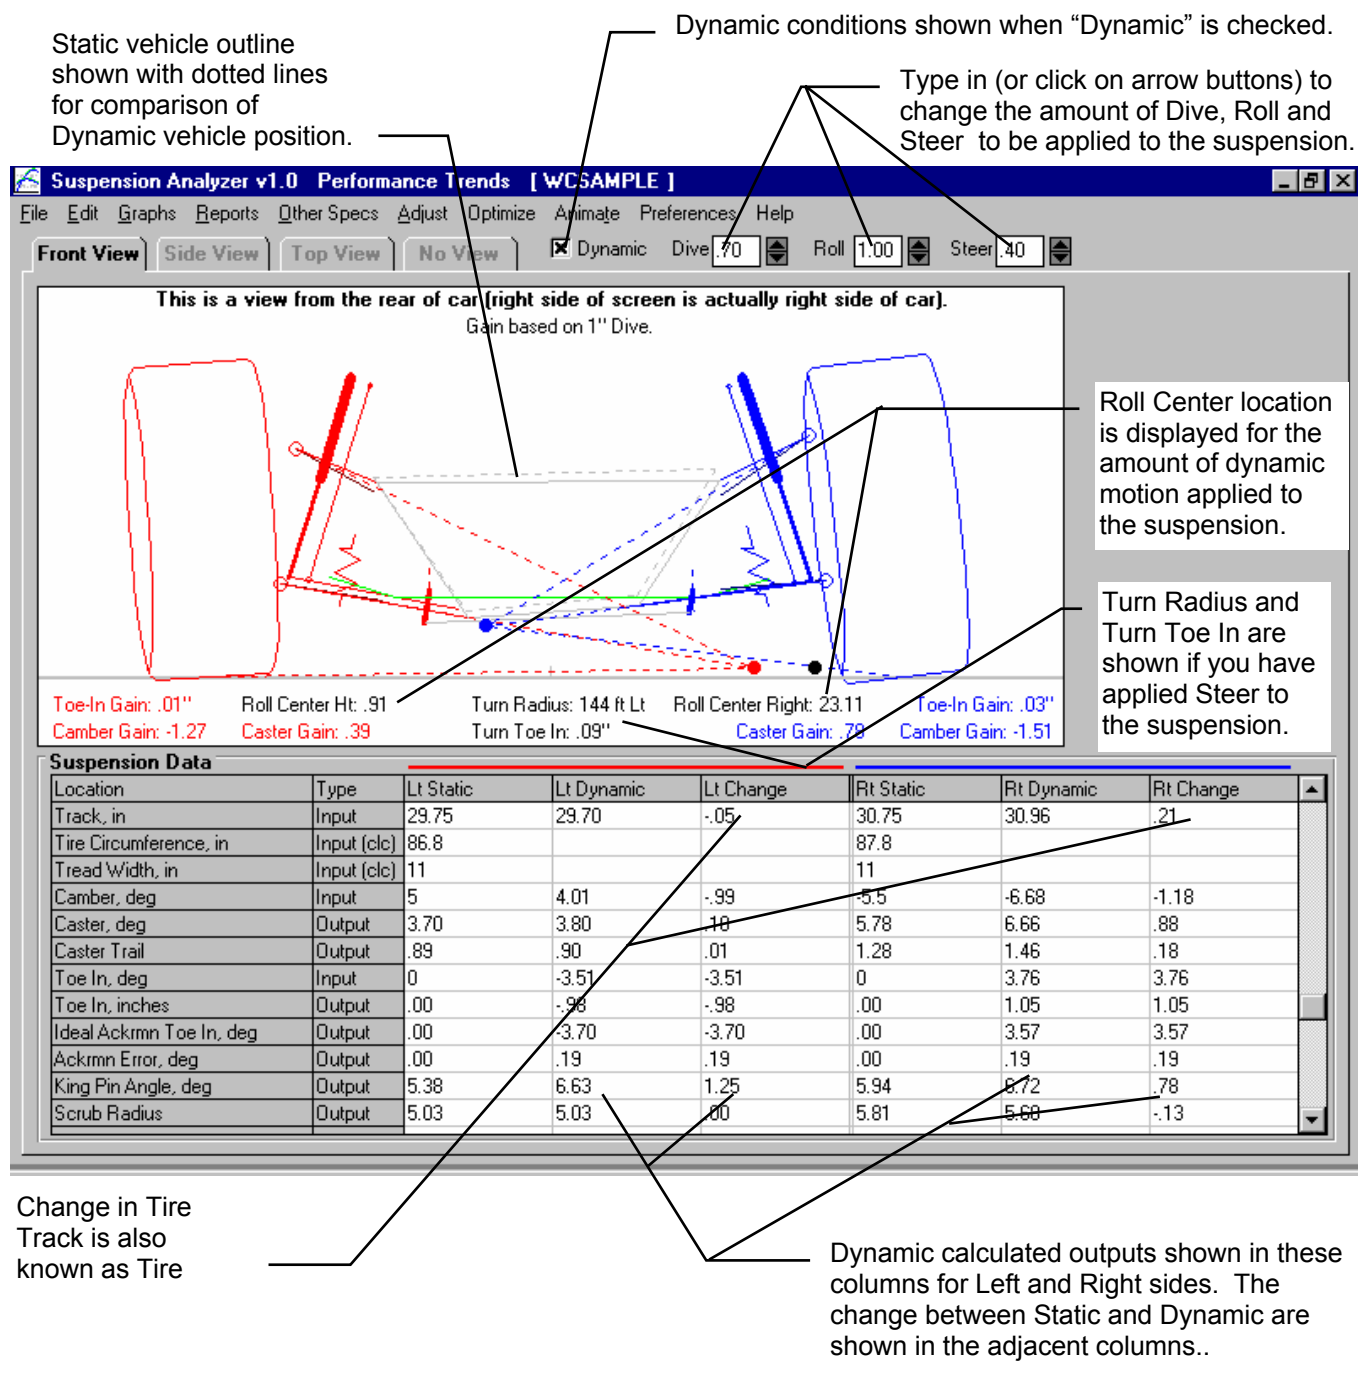 Dynamic conditions shown when “Dynamic” is checked.
Static vehicle outline
shown with dotted lines
for comparison of
Dynamic vehicle position.
Type in (or click on arrow buttons) to
change the amount of Dive, Roll and
Steer to be applied to the suspension.
Suspension Analyzer v1.0 Performance Trends [ WCSAMPLE ]
File Edit Graphs Reports Other Specs Adjust Optimize Animate Preferences Help
Front View Side View Top View No View Dynamic Dive .70 Roll 1.00 Steer .40
This is a view from the rear of car (right side of screen is actually right side of car).
Gain based on 1" Dive.
Roll Center location
is displayed for the
amount of dynamic
motion applied to
the suspension.
Turn Radius and
Turn Toe In are
shown if you have
applied Steer to
the suspension.
Toe-In Gain: .01" Roll Center Ht: .91 Turn Radius: 144 ft Lt Roll Center Right: 23.11 Toe-In Gain: .03"
Camber Gain: -1.27 Caster Gain: .39 Turn Toe In: .09" Caster Gain: .79 Camber Gain: -1.51
Suspension Data
Location Type Lt Static Lt Dynamic Lt Change Rt Static Rt Dynamic Rt Change
Track, in Input 29.75 29.70 -.05 30.75 30.96 .21
Tire Circumference, in Input (clc) 86.8 87.8
Tread Width, in Input (clc) 11 11
Camber, deg Input 5 4.01 -.99 -5.5 -6.68 -1.18
Caster, deg Output 3.70 3.80 .10 5.78 6.66 .88
Caster Trail Output .89 .90 .01 1.28 1.46 .18
Toe In, deg Input 0 -3.51 -3.51 0 3.76 3.76
Toe In, inches Output .00 -.98 -.98 .00 1.05 1.05
Ideal Ackrmn Toe In, deg Output .00 -3.70 -3.70 .00 3.57 3.57
Ackrmn Error, deg Output .00 .19 .19 .00 .19 .19
King Pin Angle, deg Output 5.38 6.63 1.25 5.94 6.72 .78
Scrub Radius Output 5.03 5.03 .00 5.81 5.68 -.13
Change in Tire
Track is also
known as Tire
Dynamic calculated outputs shown in these
columns for Left and Right sides. The
change between Static and Dynamic are
shown in the adjacent columns..